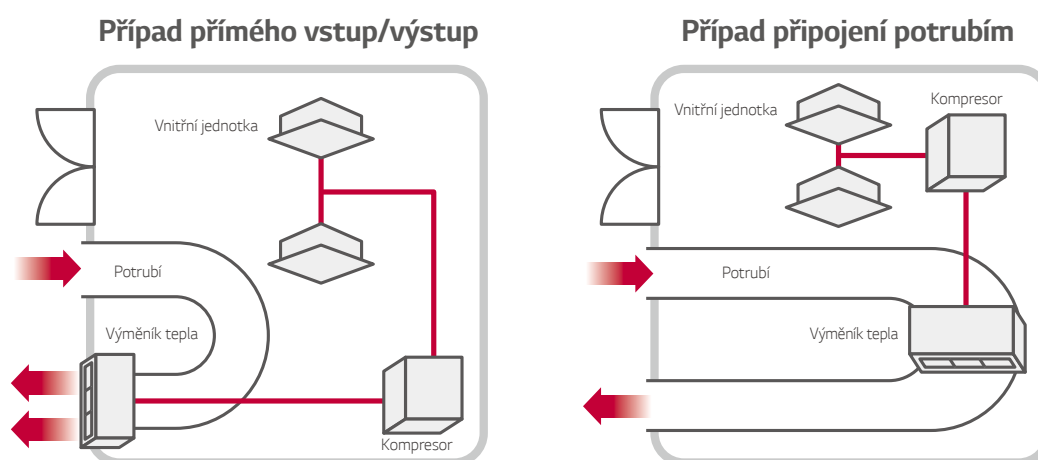 Případ přímého vstup/výstup
Vnitřní jednotka
Potrubí
Výměník tepla
Kompresor
Případ připojení potrubím
Kompresor
Vnitřní jednotka
Potrubí
Výměník tepla